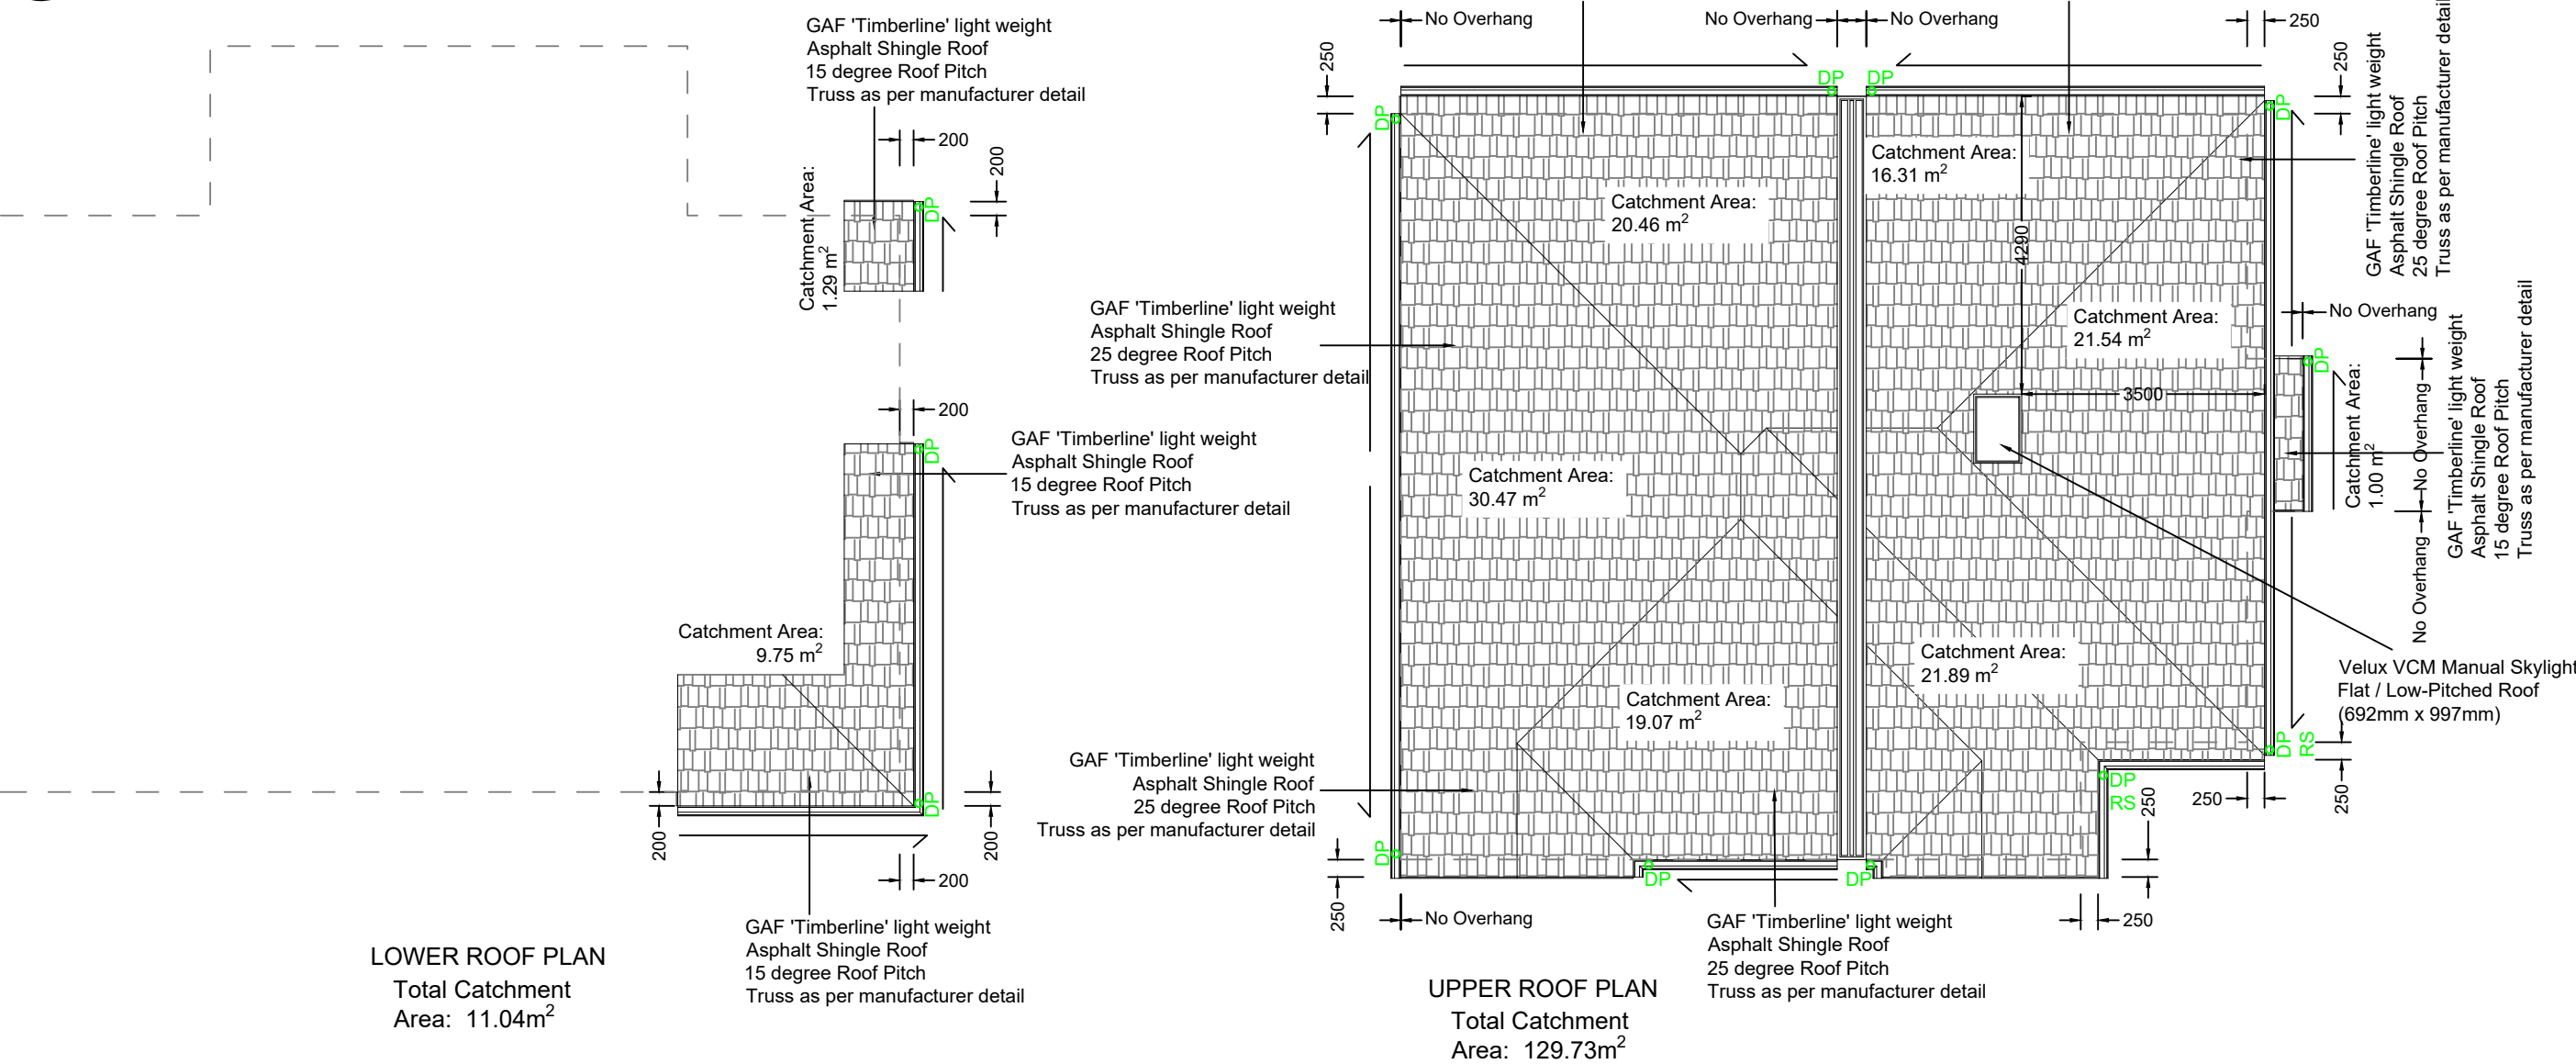 GAF 'Timberline' light weight
Asphalt Shingle Roof
15 degree Roof Pitch
Truss as per manufacturer detail
200
200
Catchment Area:
1.29 m²
DP
200
GAF 'Timberline' light weight
Asphalt Shingle Roof
15 degree Roof Pitch
Truss as per manufacturer detail
DP
Catchment Area:
9.75 m²
DP
200
200
200
GAF 'Timberline' light weight
Asphalt Shingle Roof
15 degree Roof Pitch
Truss as per manufacturer detail
LOWER ROOF PLAN
Total Catchment
Area: 11.04m²
No Overhang
No Overhang
No Overhang
250
250
250
DP
DP
DP
DP
GAF 'Timberline' light weight
Asphalt Shingle Roof
25 degree Roof Pitch
Truss as per manufacturer detail
Catchment Area:
20.46 m²
Catchment Area:
16.31 m²
4290
GAF 'Timberline' light weight
Asphalt Shingle Roof
25 degree Roof Pitch
Truss as per manufacturer detail
Catchment Area:
21.54 m²
3500
No Overhang
DP
Catchment Area:
1.00 m²
No Overhang
No Overhang
GAF 'Timberline' light weight
Asphalt Shingle Roof
15 degree Roof Pitch
Truss as per manufacturer detail
Catchment Area:
30.47 m²
Catchment Area:
21.89 m²
Catchment Area:
19.07 m²
Velux VCM Manual Skylight
Flat / Low-Pitched Roof
(692mm x 997mm)
GAF 'Timberline' light weight
Asphalt Shingle Roof
25 degree Roof Pitch
Truss as per manufacturer detail
DP
RS
DP
RS
250
250
250
250
DP
DP
DP
250
No Overhang
GAF 'Timberline' light weight
Asphalt Shingle Roof
25 degree Roof Pitch
Truss as per manufacturer detail
UPPER ROOF PLAN
Total Catchment
Area: 129.73m²